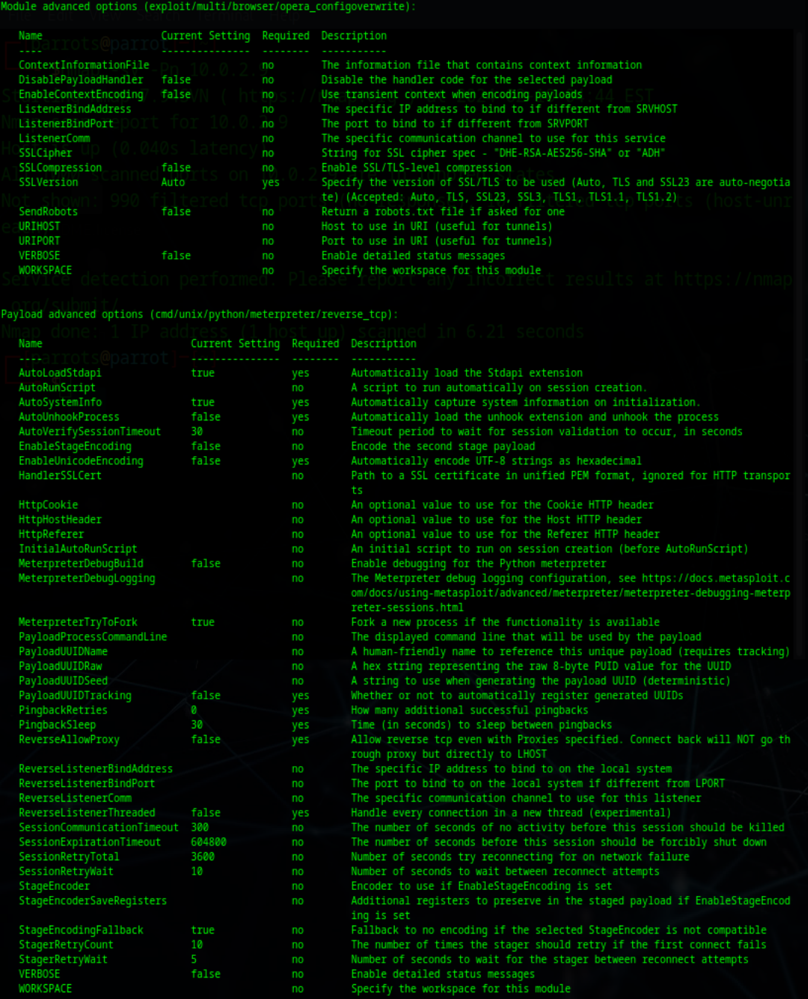 Module advanced options (exploit/multi/browser/opera_configoverwrite):
Name Current Setting Required Description
---- --------------- -------- -----------
ContextInformationFile no The information file that contains context information
DisablePayloadHandler false no Disable the handler code for the selected payload
EnableContextEncoding false no Use transient context when encoding payloads
ListenerBindAddress no The specific IP address to bind to if different from SRVHOST
ListenerBindPort no The port to bind to if different from SRVPORT
ListenerComm no The specific communication channel to use for this service
SSLCipher no String for SSL cipher spec - "DHE-RSA-AES256-SHA" or "ADH"
SSLCompression false no Enable SSL/TLS-level compression
SSLVersion Auto yes Specify the version of SSL/TLS to be used (Auto, TLS and SSL23 are auto-negotia
te) (Accepted: Auto, TLS, SSL23, SSL3, TLS1, TLS1.1, TLS1.2)
SendRobots false no Return a robots.txt file if asked for one
URIHOST no Host to use in URI (useful for tunnels)
URIPORT no Port to use in URI (useful for tunnels)
VERBOSE false no Enable detailed status messages
WORKSPACE no Specify the workspace for this module
Payload advanced options (cmd/unix/python/meterpreter/reverse_tcp):
Name Current Setting Required Description
---- --------------- -------- -----------
AutoLoadStdapi true yes Automatically load the Stdapi extension
AutoRunScript no A script to run automatically on session creation.
AutoSystemInfo true yes Automatically capture system information on initialization.
AutoUnhookProcess false yes Automatically load the unhook extension and unhook the process
AutoVerifySessionTimeout 30 no Timeout period to wait for session validation to occur, in seconds
EnableStageEncoding false no Encode the second stage payload
EnableUnicodeEncoding false yes Automatically encode UTF-8 strings as hexadecimal
HandlerSSLCert no Path to a SSL certificate in unified PEM format, ignored for HTTP transpor
ts
HttpCookie no An optional value to use for the Cookie HTTP header
HttpHostHeader no An optional value to use for the Host HTTP header
HttpReferer no An optional value to use for the Referer HTTP header
InitialAutoRunScript no An initial script to run on session creation (before AutoRunScript)
MeterpreterDebugBuild false no Enable debugging for the Python meterpreter
MeterpreterDebugLogging no The Meterpreter debug logging configuration, see https://docs.metasploit.c
om/docs/using-metasploit/advanced/meterpreter/meterpreter-debugging-meterp
reter-sessions.html
MeterpreterTryToFork true no Fork a new process if the functionality is available
PayloadProcessCommandLine no The displayed command line that will be used by the payload
PayloadUUIDName no A human-friendly name to reference this unique payload (requires tracking)
PayloadUUIDRaw no A hex string representing the raw 8-byte PUID value for the UUID
PayloadUUIDSeed no A string to use when generating the payload UUID (deterministic)
PayloadUUIDTracking false yes Whether or not to automatically register generated UUIDs
PingbackRetries 0 yes How many additional successful pingbacks
PingbackSleep 30 yes Time (in seconds) to sleep between pingbacks
ReverseAllowProxy false yes Allow reverse tcp even with Proxies specified. Connect back will NOT go th
rough proxy but directly to LHOST
ReverseListenerBindAddress no The specific IP address to bind to on the local system
ReverseListenerBindPort no The port to bind to on the local system if different from LPORT
ReverseListenerComm no The specific communication channel to use for this listener
ReverseListenerThreaded false yes Handle every connection in a new thread (experimental)
SessionCommunicationTimeout 300 no The number of seconds of no activity before this session should be killed
SessionExpirationTimeout 604800 no The number of seconds before this session should be forcibly shut down
SessionRetryTotal 3600 no Number of seconds try reconnecting for on network failure
SessionRetryWait 10 no Number of seconds to wait between reconnect attempts
StageEncoder no Encoder to use if EnableStageEncoding is set
StageEncoderSaveRegisters no Additional registers to preserve in the staged payload if EnableStageEncod
ing is set
StageEncodingFallback true no Fallback to no encoding if the selected StageEncoder is not compatible
StagerRetryCount 10 no The number of times the stager should retry if the first connect fails
StagerRetryWait 5 no Number of seconds to wait for the stager between reconnect attempts
VERBOSE false no Enable detailed status messages
WORKSPACE no Specify the workspace for this module